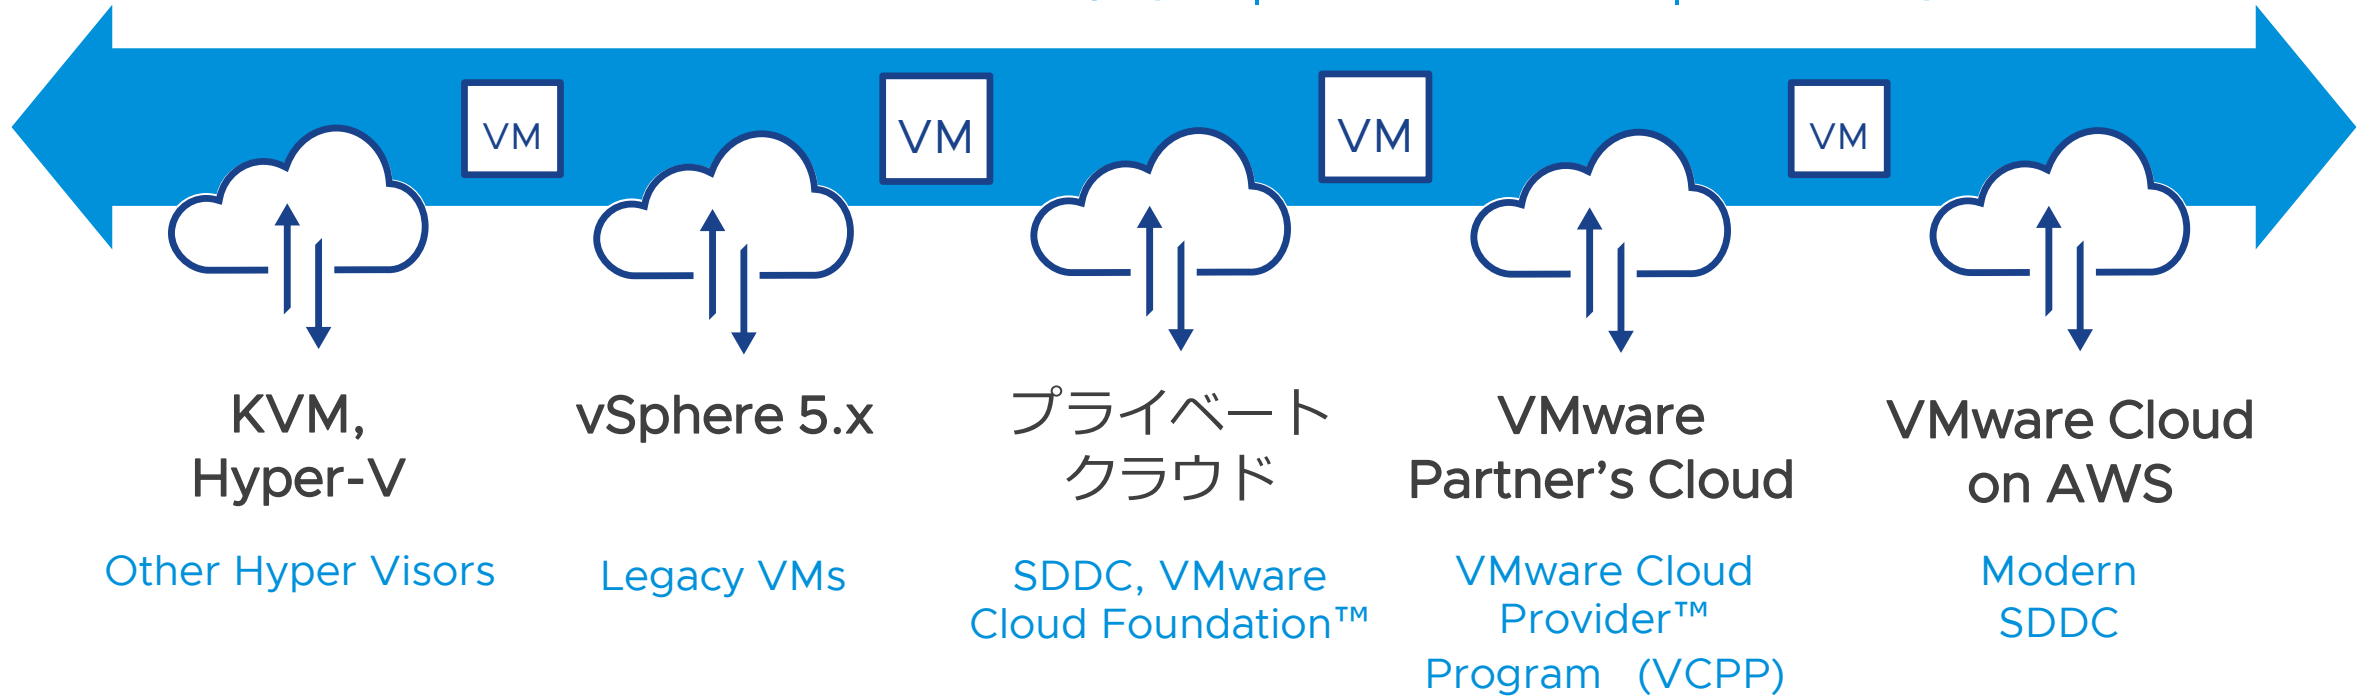 VM
VM
VM
VM
KVM,
Hyper-V
Other Hyper Visors
vSphere 5.x
Legacy VMs
プライベート
クラウド
SDDC, VMware
Cloud Foundation™
VMware
Partner’s Cloud
VMware Cloud
Provider™
Program (VCPP)
VMware Cloud
on AWS
Modern
SDDC